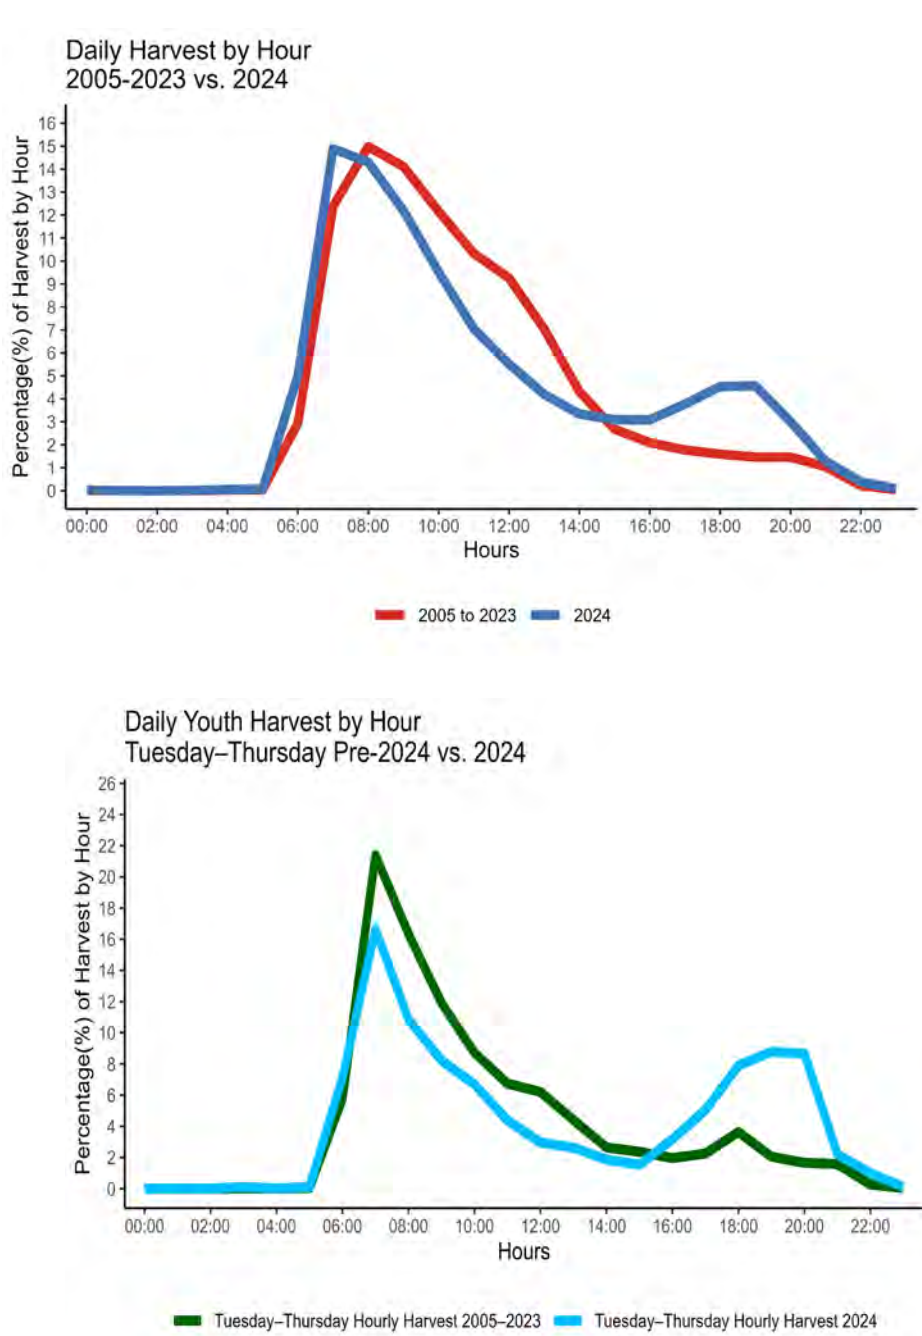 Daily Harvest by Hour
2005-2023 vs. 2024
Percentage(%) of Harvest by Hour
16
15
14
13
12
11
10
9
8
7
6
5
4
3
2
1
0
00:00 02:00 04:00 06:00 08:00 10:00 12:00 14:00 16:00 18:00 20:00 22:00
Hours
2005 to 2023 2024
Daily Youth Harvest by Hour
Tuesday–Thursday Pre-2024 vs. 2024
Percentage(%) of Harvest by Hour
26
24
22
20
18
16
14
12
10
8
6
4
2
0
00:00 02:00 04:00 06:00 08:00 10:00 12:00 14:00 16:00 18:00 20:00 22:00
Hours
Tuesday–Thursday Hourly Harvest 2005–2023 Tuesday–Thursday Hourly Harvest 2024